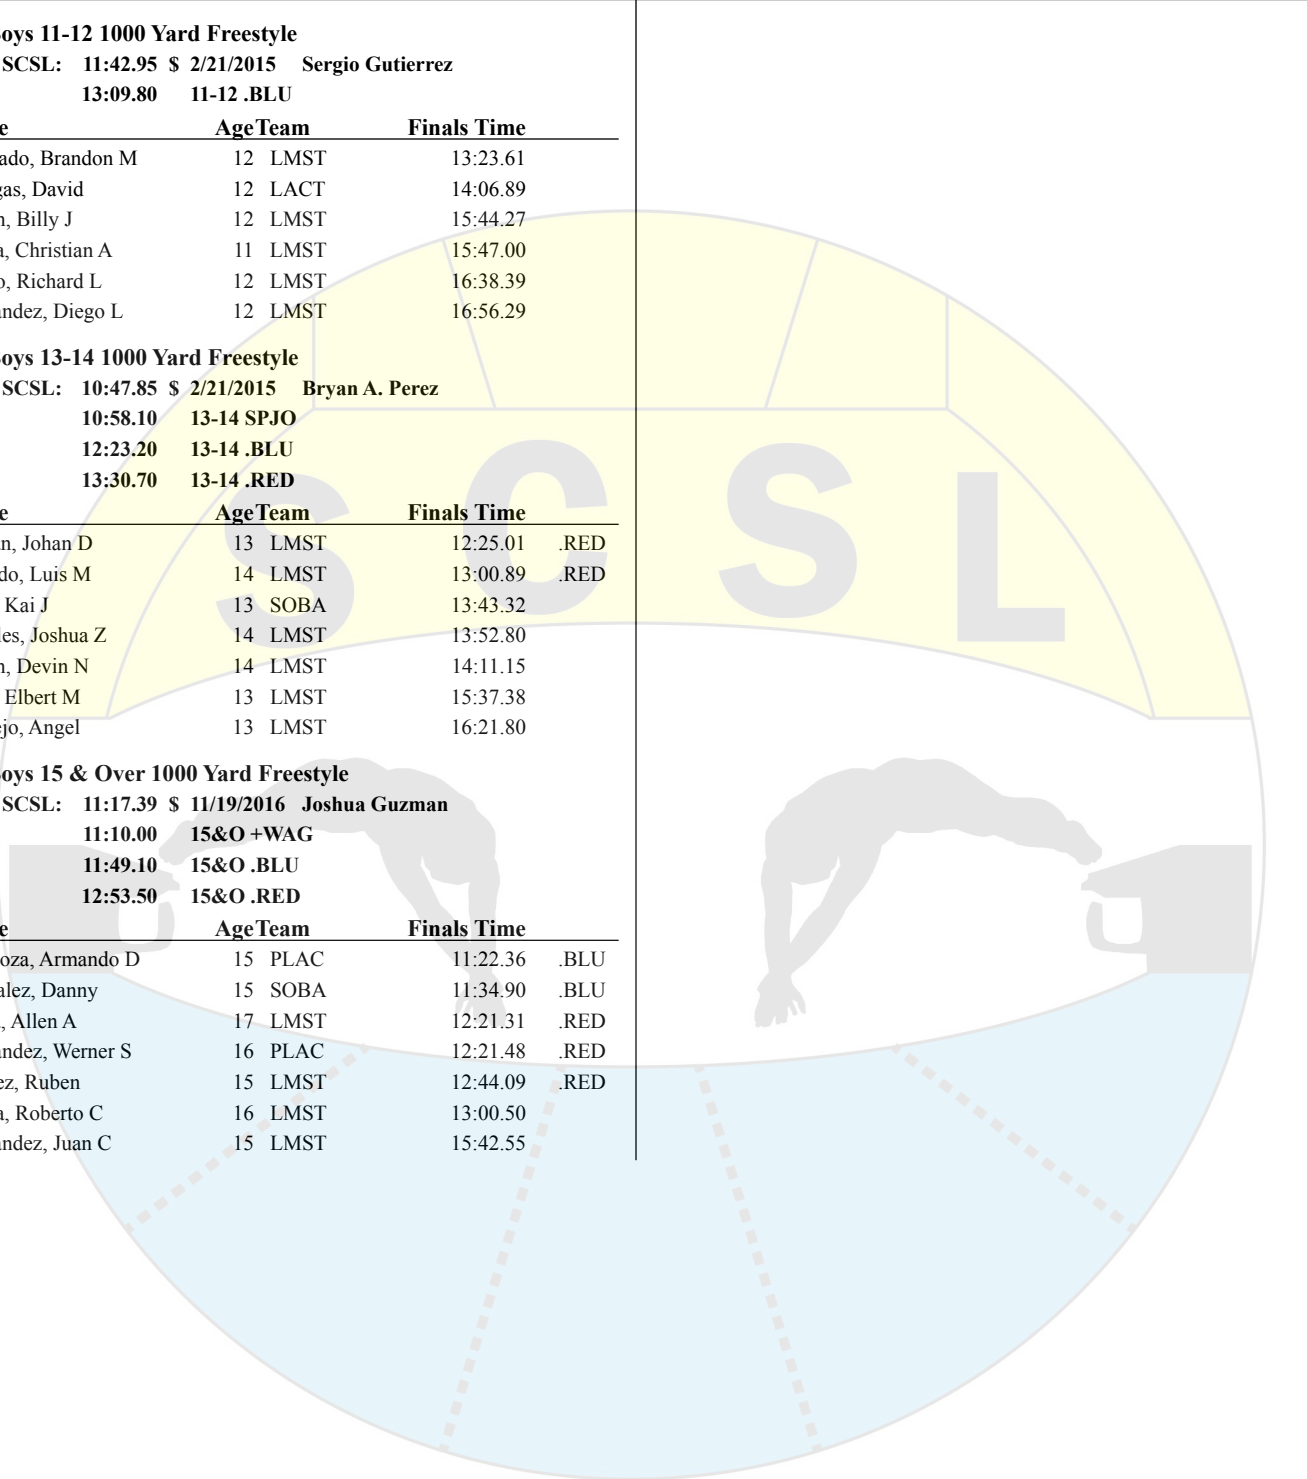 oys 11-12 1000 Yard Freestyle
SCSL: 11:42.95 $ 2/21/2015 Sergio Gutierrez
13:09.80 11-12 .BLU
e Age Team Finals Time
ado, Brandon M 12 LMST 13:23.61
gas, David 12 LACT 14:06.89
n, Billy J 12 LMST 15:44.27
a, Christian A 11 LMST 15:47.00
o, Richard L 12 LMST 16:38.39
andez, Diego L 12 LMST 16:56.29
oys 13-14 1000 Yard Freestyle
SCSL: 10:47.85 $ 2/21/2015 Bryan A. Perez
10:58.10 13-14 SPJO
12:23.20 13-14 .BLU
13:30.70 13-14 .RED
e Age Team Finals Time
n, Johan D 13 LMST 12:25.01 .RED
do, Luis M 14 LMST 13:00.89 .RED
Kai J 13 SOBA 13:43.32
les, Joshua Z 14 LMST 13:52.80
n, Devin N 14 LMST 14:11.15
Elbert M 13 LMST 15:37.38
ejo, Angel 13 LMST 16:21.80
oys 15 & Over 1000 Yard Freestyle
SCSL: 11:17.39 $ 11/19/2016 Joshua Guzman
11:10.00 15&O +WAG
11:49.10 15&O .BLU
12:53.50 15&O .RED
e Age Team Finals Time
oza, Armando D 15 PLAC 11:22.36 .BLU
alez, Danny 15 SOBA 11:34.90 .BLU
, Allen A 17 LMST 12:21.31 .RED
andez, Werner S 16 PLAC 12:21.48 .RED
ez, Ruben 15 LMST 12:44.09 .RED
a, Roberto C 16 LMST 13:00.50
andez, Juan C 15 LMST 15:42.55
S C S L